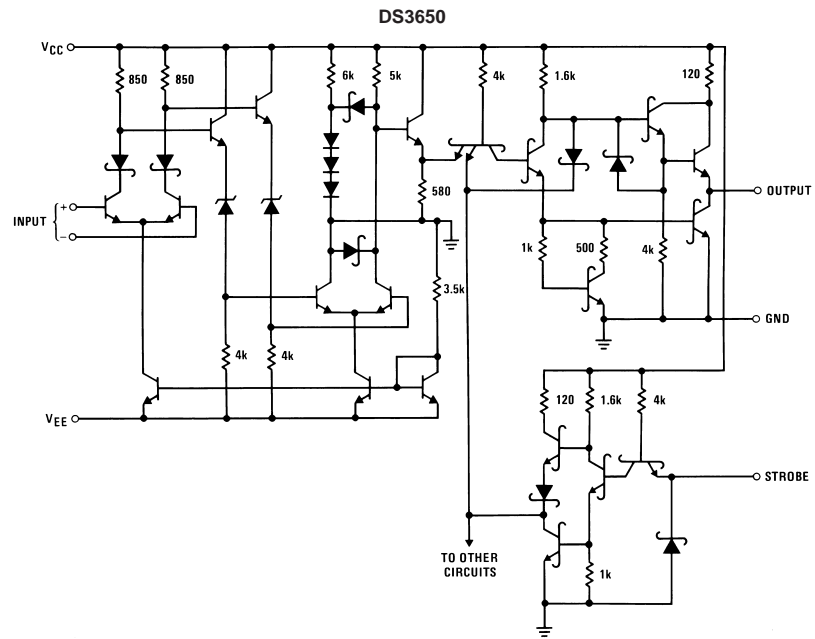 DS3650
VCC
850
850
6k
5k
4k
1.6k
120
INPUT
+
−
580
OUTPUT
1k
500
4k
3.5k
GND
4k
4k
VEE
120
1.6k
4k
STROBE
TO OTHER
CIRCUITS
1k